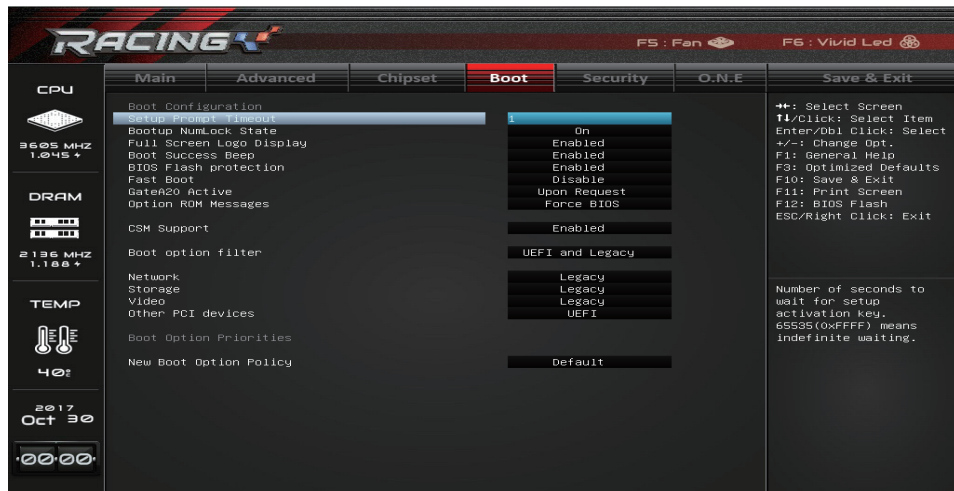 RACING
F5 : Fan
F6 : Vivid Led
Main Advanced Chipset Boot Security O.N.E Save & Exit
CPU
3605 MHZ
1.045 +
DRAM
2136 MHZ
1.188 +
TEMP
40
2017
Oct 30
00:00
Boot Configuration
Setup Prompt Timeout 1
Bootup NumLock State On
Full Screen Logo Display Enabled
Boot Success Beep Enabled
BIOS Flash protection Enabled
Fast Boot Disable
GateA20 Active Upon Request
Option ROM Messages Force BIOS
CSM Support Enabled
Boot option filter UEFI and Legacy
Network Legacy
Storage Legacy
Video Legacy
Other PCI devices UEFI
Boot Option Priorities
New Boot Option Policy Default
→←: Select Screen
↑↓/Click: Select Item
Enter/Dbl Click: Select
+/-: Change Opt.
F1: General Help
F3: Optimized Defaults
F10: Save & Exit
F11: Print Screen
F12: BIOS Flash
ESC/Right Click: Exit
Number of seconds to
wait for setup
activation key.
65535(0xFFFF) means
indefinite waiting.